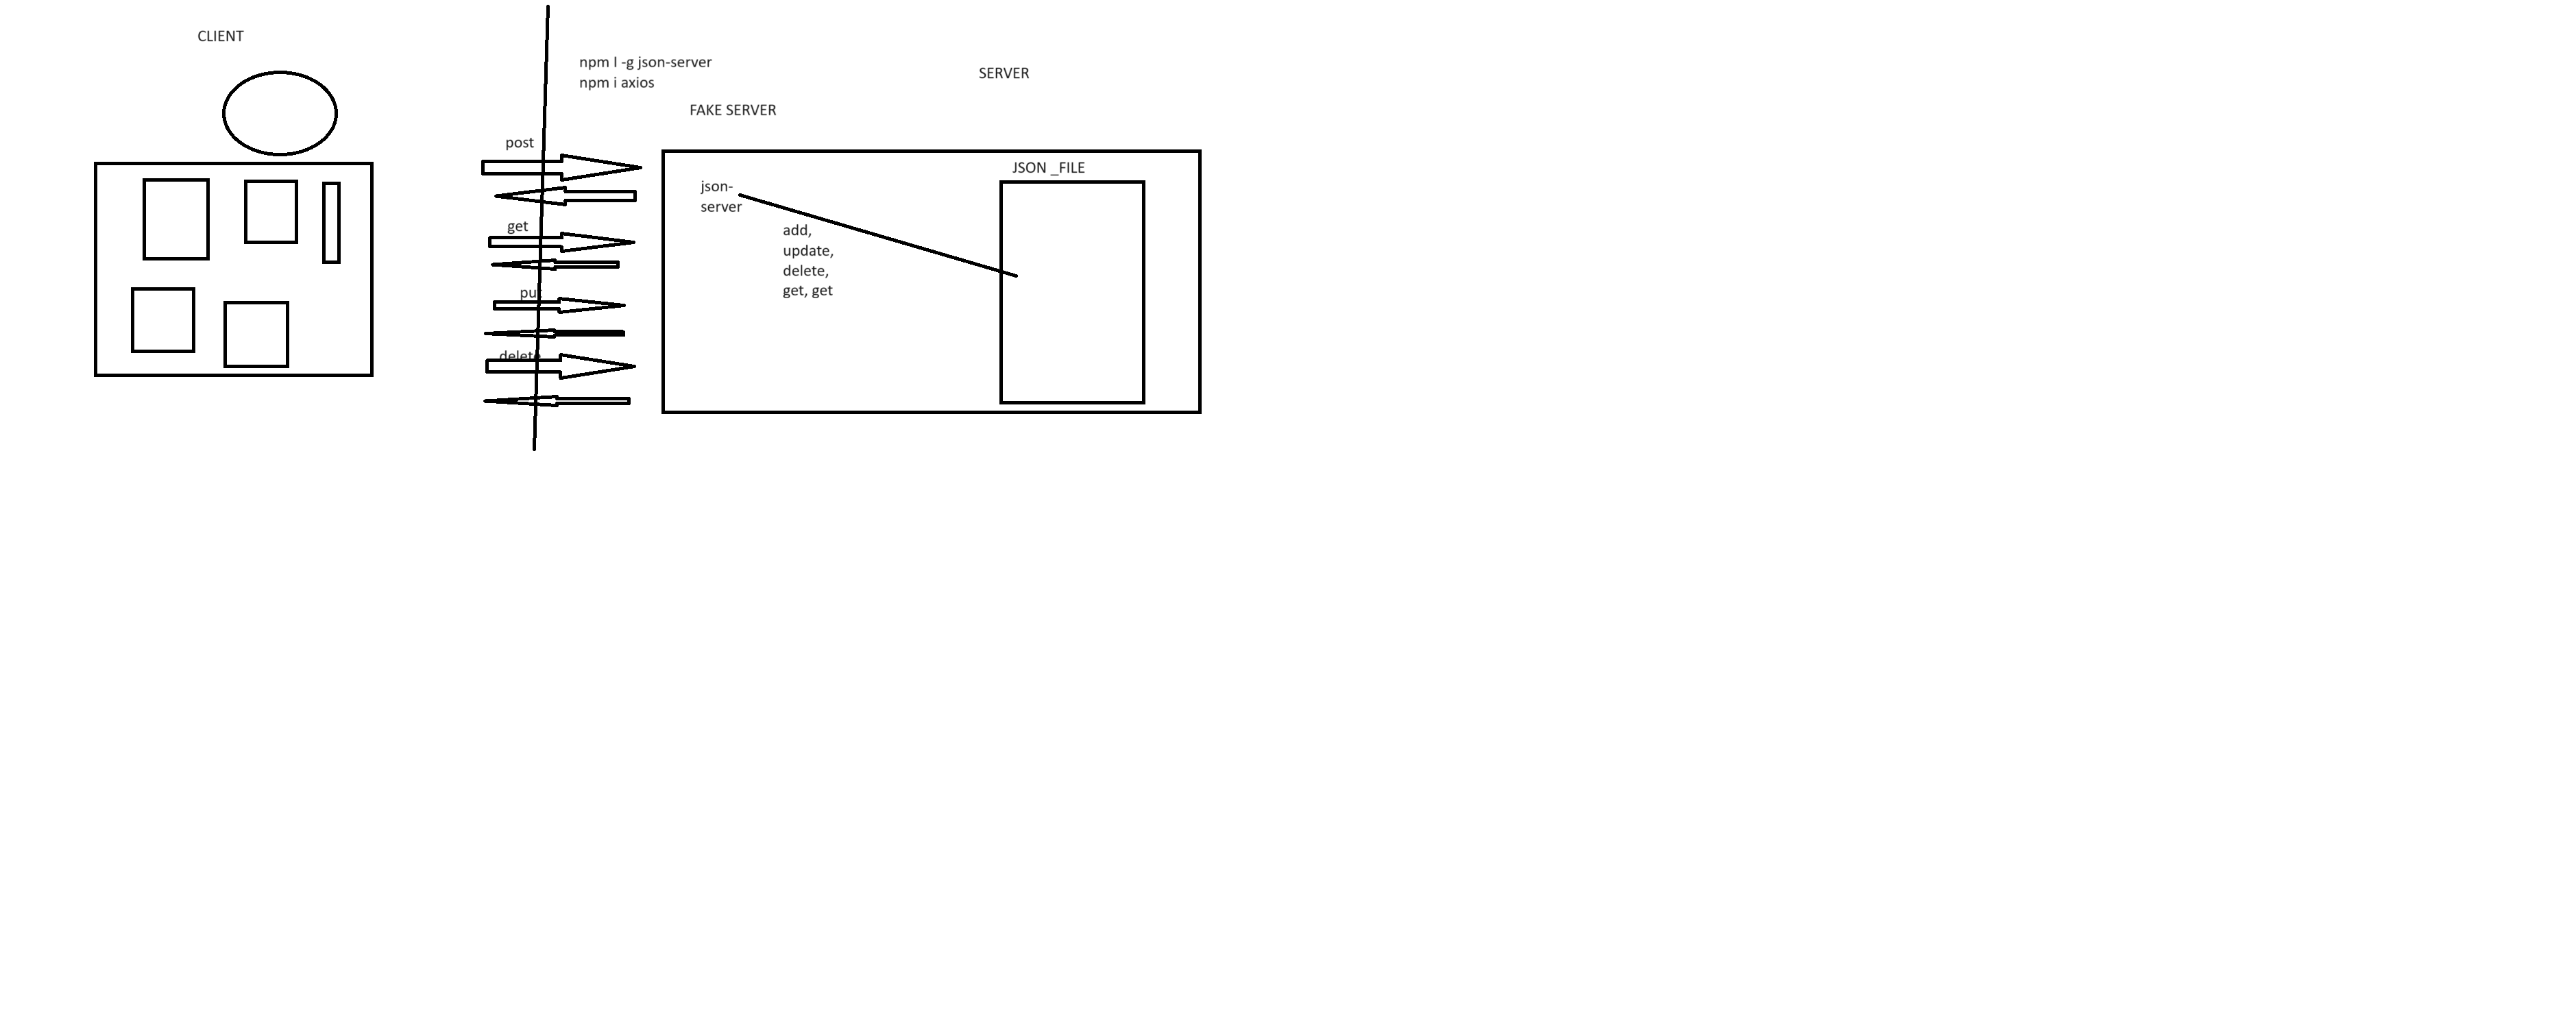 CLIENT
npm I -g json-server
npm i axios
SERVER
FAKE SERVER
post
JSON _FILE
json-
server
get
add,
update,
delete,
get, get
put
delete